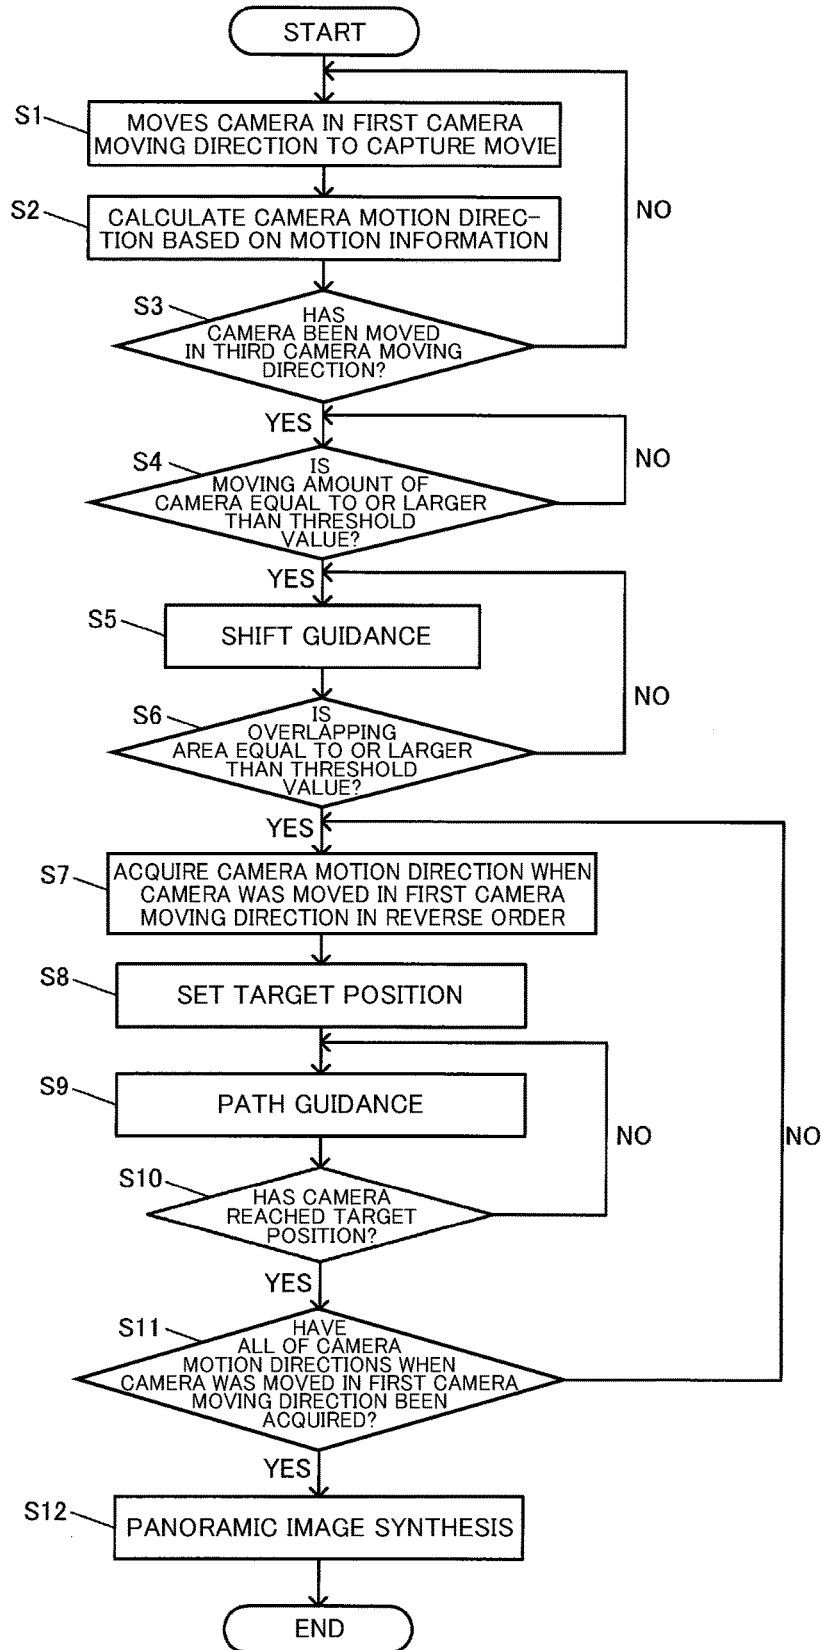 START
S1
MOVES CAMERA IN FIRST CAMERA
MOVING DIRECTION TO CAPTURE MOVIE
S2
CALCULATE CAMERA MOTION DIREC-
TION BASED ON MOTION INFORMATION
NO
S3
HAS
CAMERA BEEN MOVED
IN THIRD CAMERA MOVING
DIRECTION?
YES
S4
IS
MOVING AMOUNT OF
CAMERA EQUAL TO OR LARGER
THAN THRESHOLD
VALUE?
NO
YES
S5
SHIFT GUIDANCE
NO
S6
IS
OVERLAPPING
AREA EQUAL TO OR LARGER
THAN THRESHOLD
VALUE?
YES
S7
ACQUIRE CAMERA MOTION DIRECTION WHEN
CAMERA WAS MOVED IN FIRST CAMERA
MOVING DIRECTION IN REVERSE ORDER
S8
SET TARGET POSITION
S9
PATH GUIDANCE
NO
NO
S10
HAS CAMERA
REACHED TARGET
POSITION?
YES
S11
HAVE
ALL OF CAMERA
MOTION DIRECTIONS WHEN
CAMERA WAS MOVED IN FIRST CAMERA
MOVING DIRECTION BEEN
ACQUIRED?
YES
S12
PANORAMIC IMAGE SYNTHESIS
END